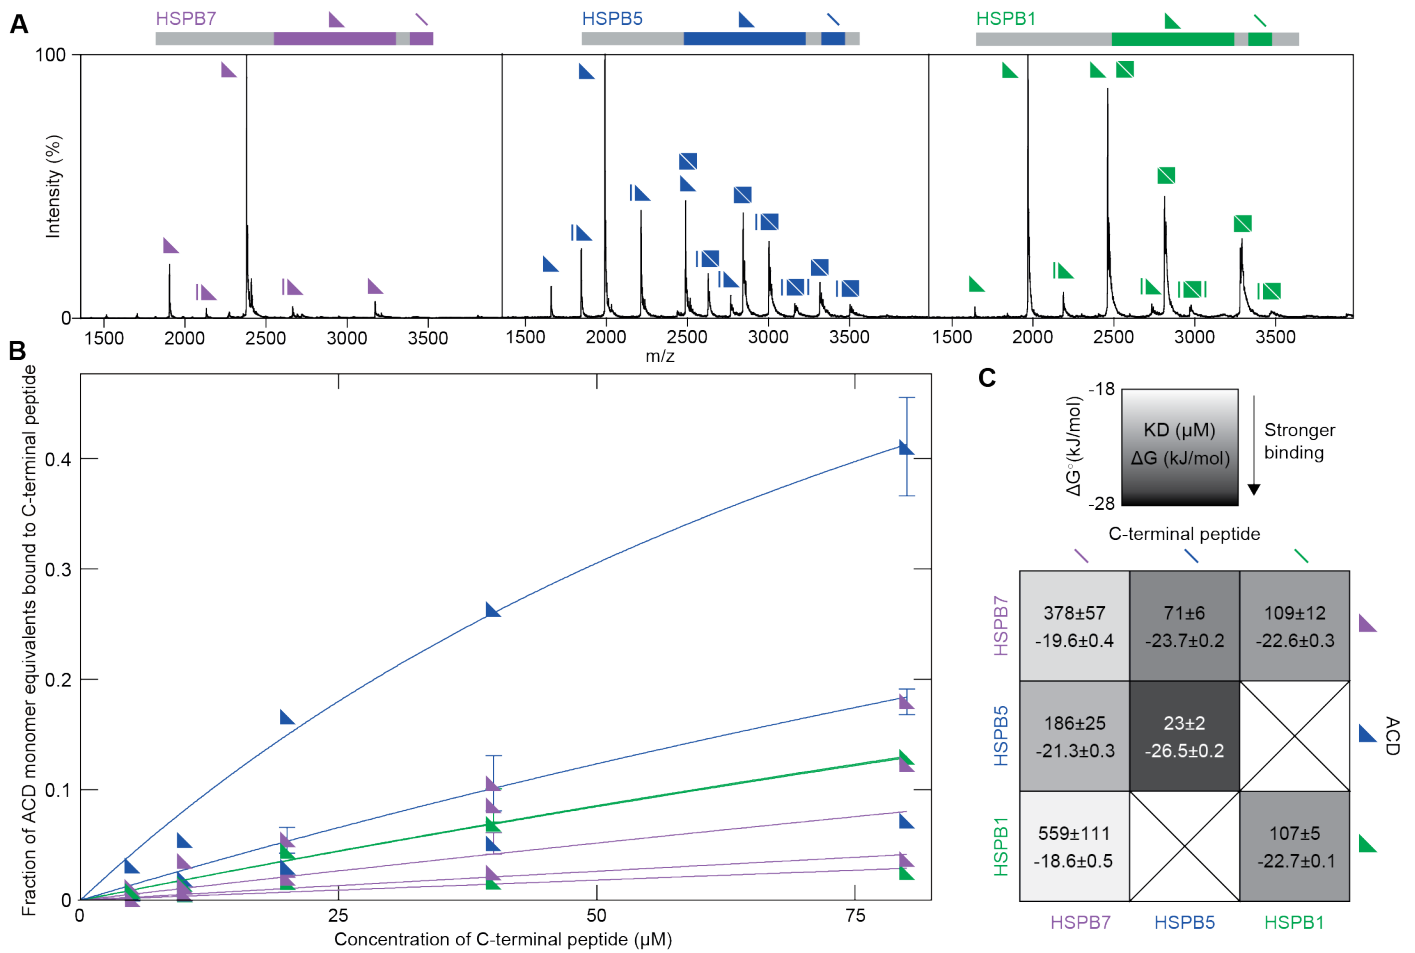 A
HSPB7
HSPB5
HSPB1
100
0
Intensity (%)
1500 2000 2500 3000 3500
1500 2000 2500 3000 3500
1500 2000 2500 3000 3500
m/z
B
Fraction of ACD monomer equivalents bound to C-terminal peptide
0.4
0.3
0.2
0.1
0
0 25 50 75
Concentration of C-terminal peptide (µM)
C
-18
-28
ΔG°(kJ/mol)
KD (µM)
ΔG (kJ/mol)
Stronger
binding
C-terminal peptide
HSPB7
378±57
-19.6±0.4
71±6
-23.7±0.2
109±12
-22.6±0.3
HSPB5
186±25
-21.3±0.3
23±2
-26.5±0.2
ACD
HSPB1
559±111
-18.6±0.5
107±5
-22.7±0.1
HSPB7 HSPB5 HSPB1